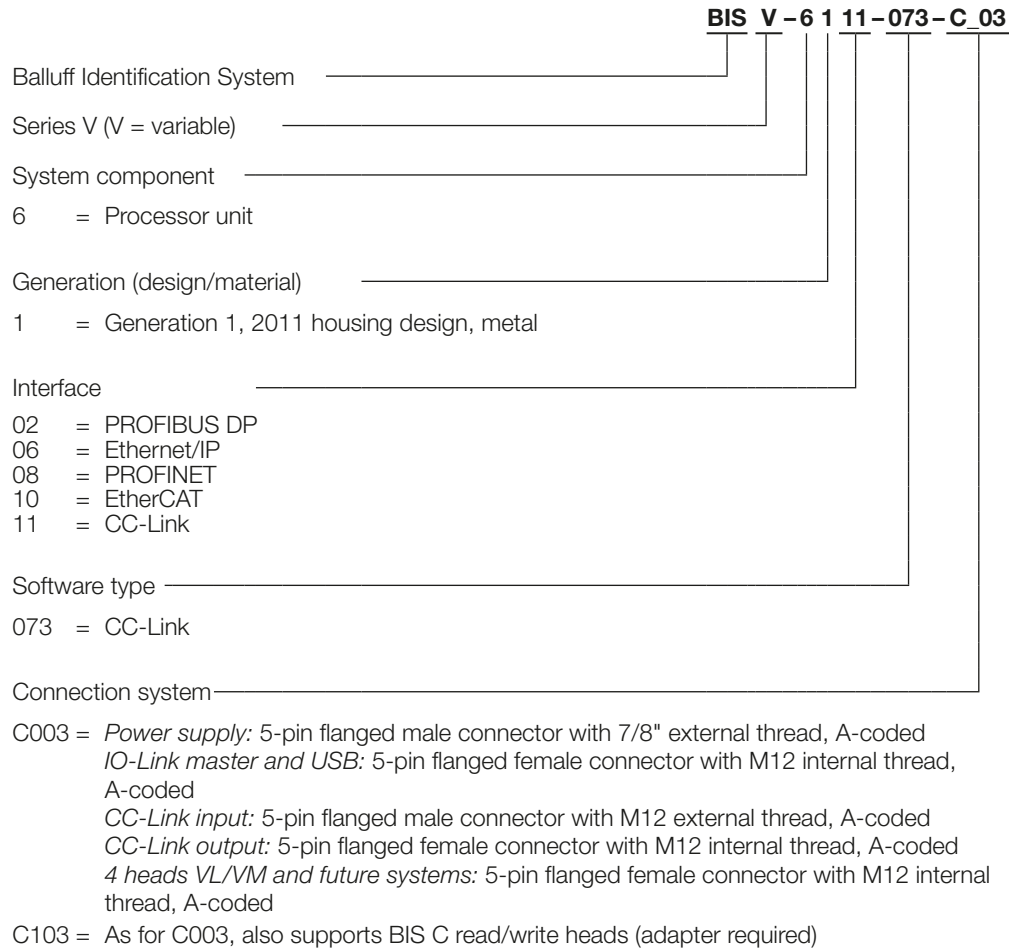 BIS V – 6 1 11 – 073 – C_03
Balluff Identification System
Series V (V = variable)
System component
6 = Processor unit
Generation (design/material)
1 = Generation 1, 2011 housing design, metal
Interface
02 = PROFIBUS DP
06 = Ethernet/IP
08 = PROFINET
10 = EtherCAT
11 = CC-Link
Software type
073 = CC-Link
Connection system
C003 = Power supply: 5-pin flanged male connector with 7/8" external thread, A-coded
IO-Link master and USB: 5-pin flanged female connector with M12 internal thread,
A-coded
CC-Link input: 5-pin flanged male connector with M12 external thread, A-coded
CC-Link output: 5-pin flanged female connector with M12 internal thread, A-coded
4 heads VL/VM and future systems: 5-pin flanged female connector with M12 internal
thread, A-coded
C103 = As for C003, also supports BIS C read/write heads (adapter required)